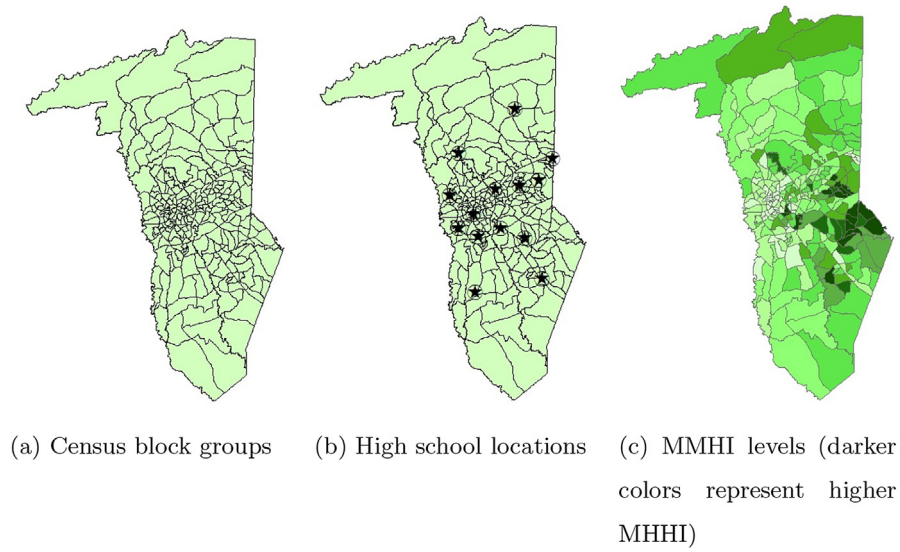 (a) Census block groups
(b) High school locations
(c) MMHI levels (darker
colors represent higher
MHHI)